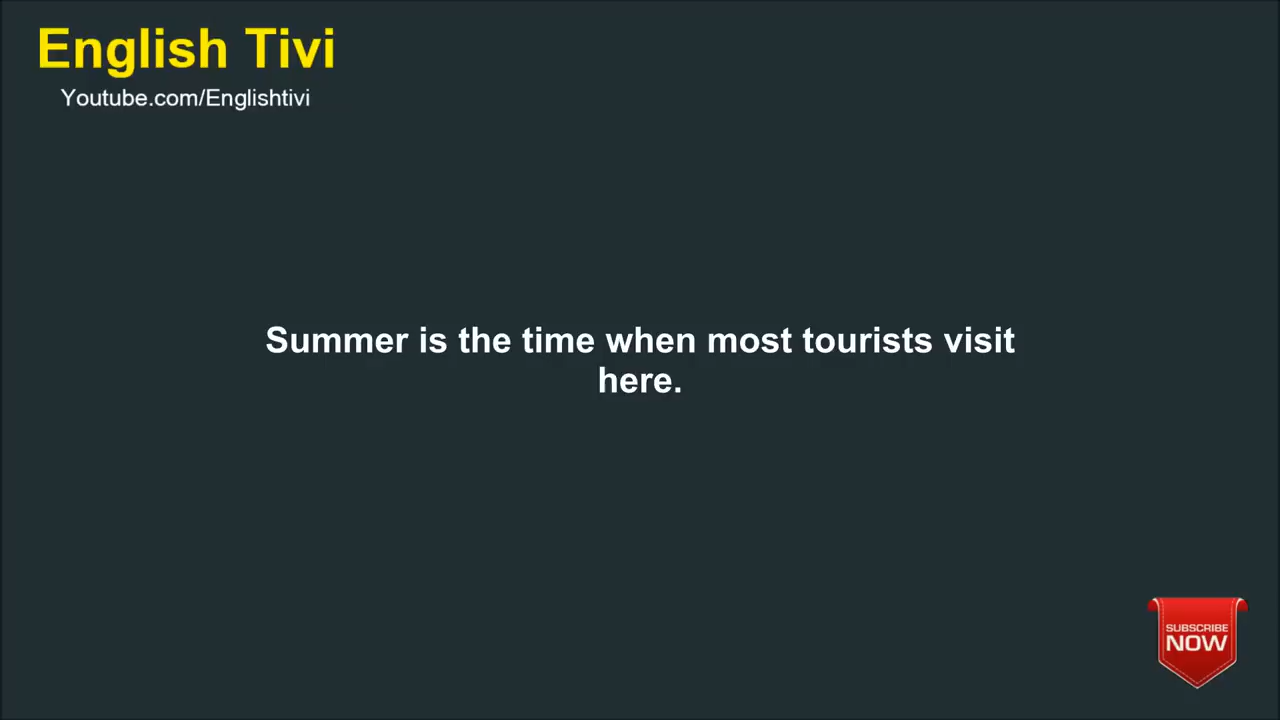 English Tivi
Youtube.com/Englishtivi
Summer is the time when most tourists visit
here.
SUBSCRIBE
NOW